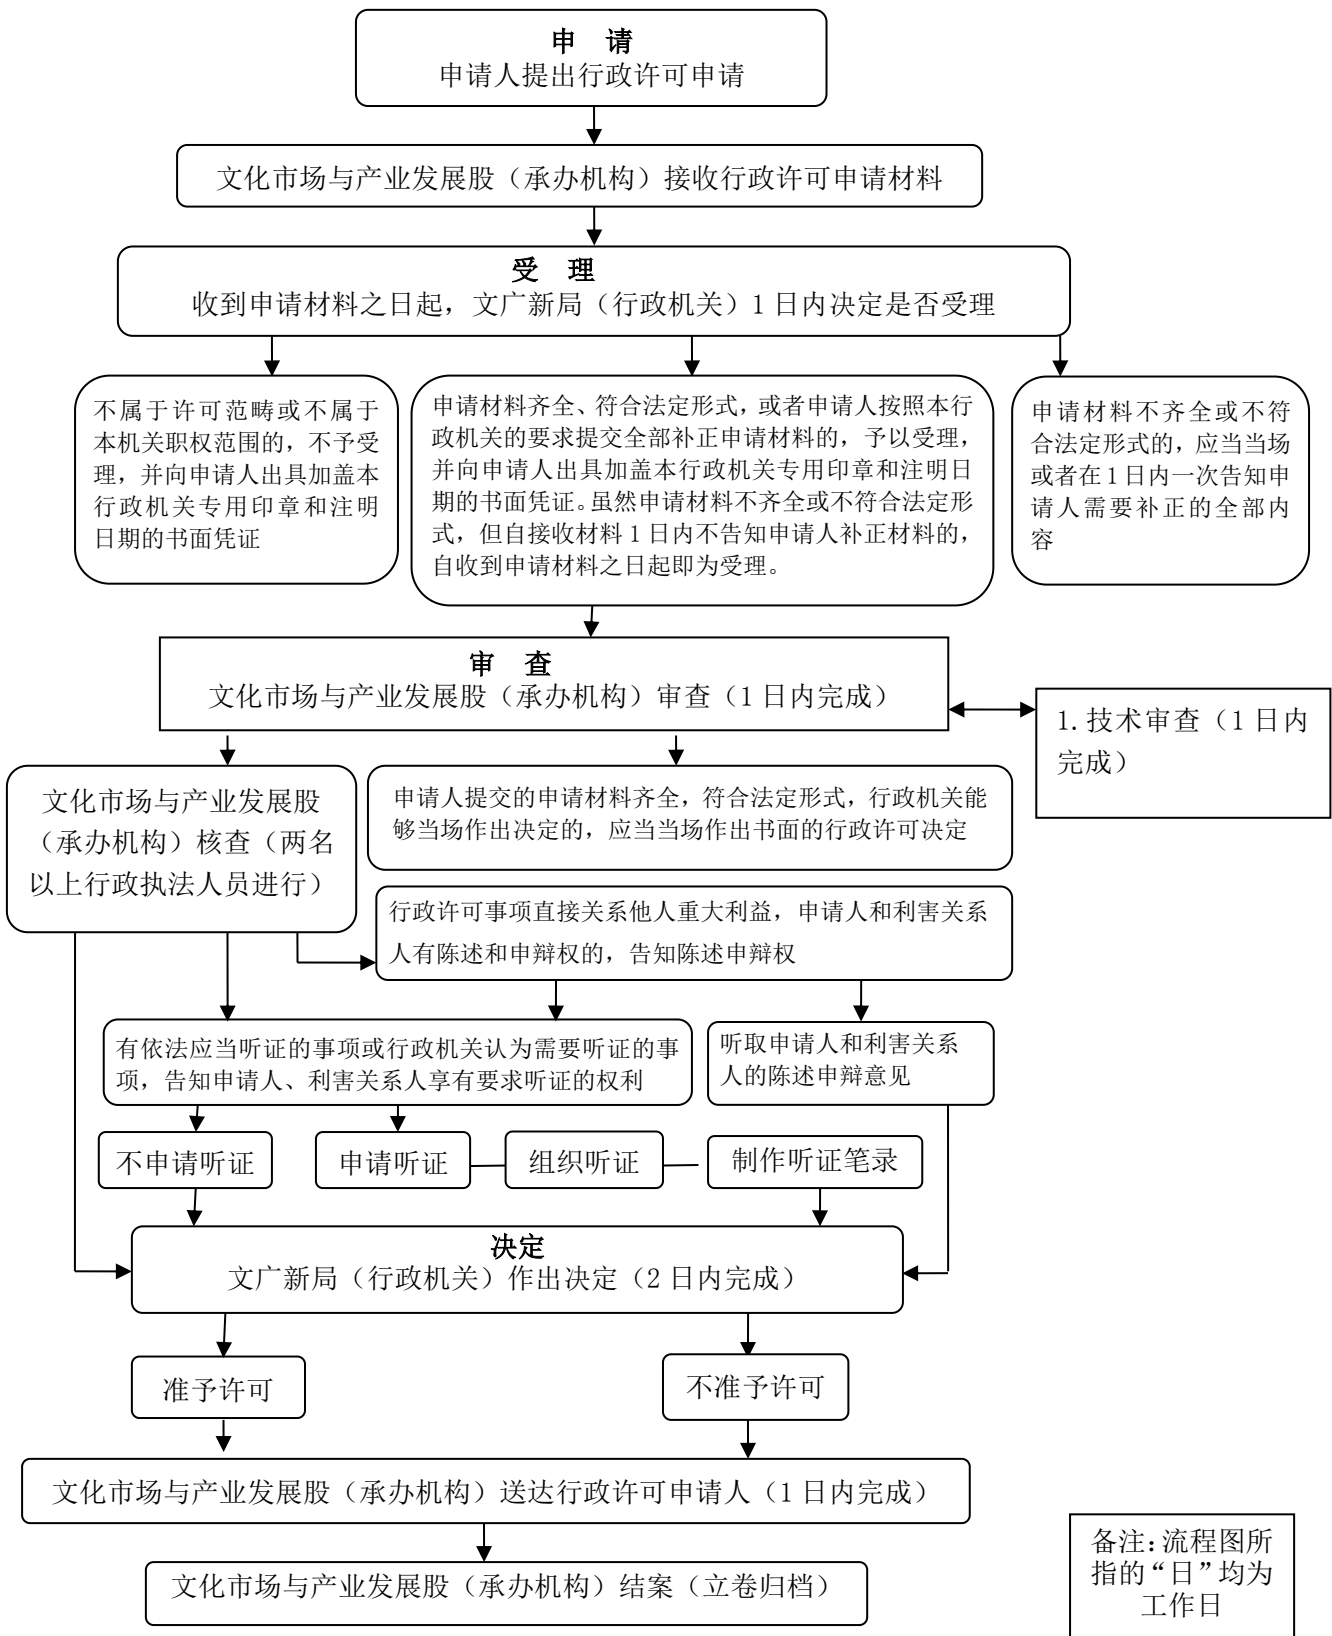 申 请
申请人提出行政许可申请
文化市场与产业发展股（承办机构）接收行政许可申请材料
受 理
收到申请材料之日起，文广新局（行政机关）1日内决定是否受理
不属于许可范畴或不属于
本机关职权范围的，不予受
理，并向申请人出具加盖本
行政机关专用印章和注明
日期的书面凭证
申请材料齐全、符合法定形式，或者申请人按照本行
政机关的要求提交全部补正申请材料的，予以受理，
并向申请人出具加盖本行政机关专用印章和注明日
期的书面凭证。虽然申请材料不齐全或不符合法定形
式，但自接收材料1日内不告知申请人补正材料的，
自收到申请材料之日起即为受理。
申请材料不齐全或不符
合法定形式的，应当当场
或者在1日内一次告知申
请人需要补正的全部内
容
审 查
文化市场与产业发展股（承办机构）审查（1日内完成）
1.技术审查（1日内
完成）
文化市场与产业发展股
（承办机构）核查（两名
以上行政执法人员进行）
申请人提交的申请材料齐全，符合法定形式，行政机关能
够当场作出决定的，应当当场作出书面的行政许可决定
行政许可事项直接关系他人重大利益，申请人和利害关系
人有陈述和申辩权的，告知陈述申辩权
有依法应当听证的事项或行政机关认为需要听证的事
项，告知申请人、利害关系人享有要求听证的权利
听取申请人和利害关系
人的陈述申辩意见
不申请听证
申请听证
组织听证
制作听证笔录
决定
文广新局（行政机关）作出决定（2日内完成）
准予许可
不准予许可
文化市场与产业发展股（承办机构）送达行政许可申请人（1日内完成）
文化市场与产业发展股（承办机构）结案（立卷归档）
备注：流程图所
指的“日”均为
工作日